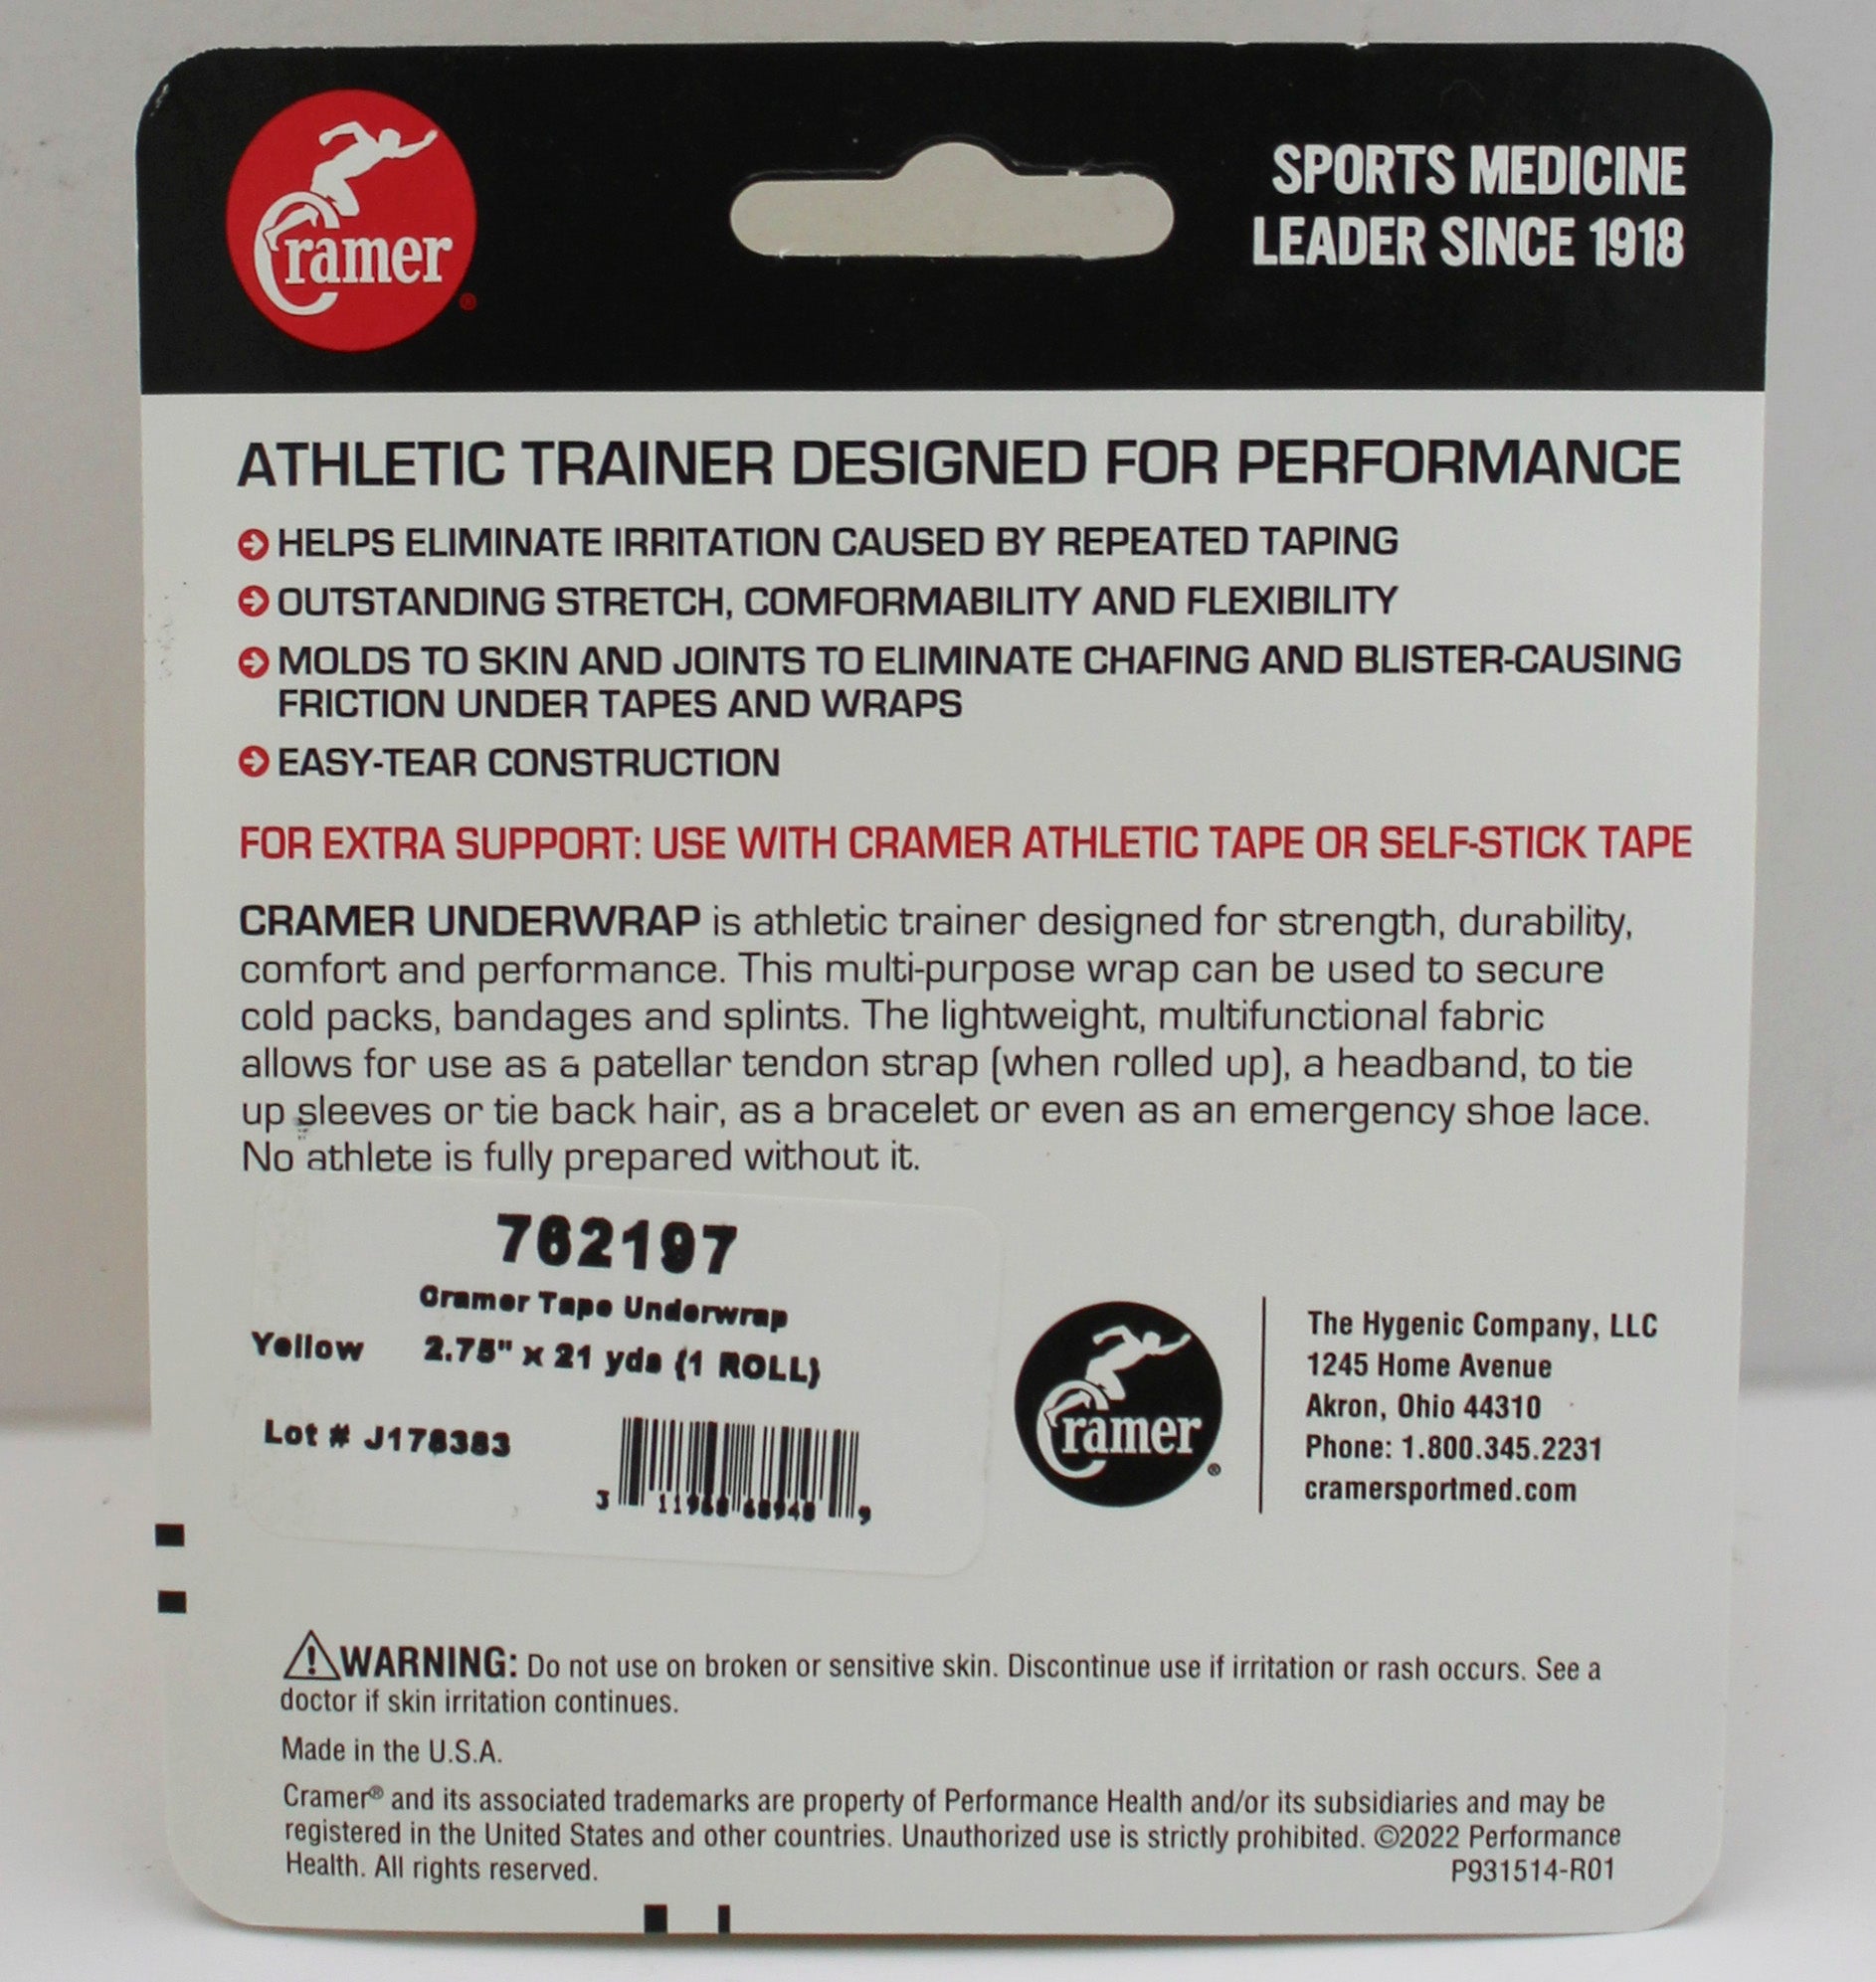 Cramer®
SPORTS MEDICINE
LEADER SINCE 1918
ATHLETIC TRAINER DESIGNED FOR PERFORMANCE
HELPS ELIMINATE IRRITATION CAUSED BY REPEATED TAPING
OUTSTANDING STRETCH, COMFORMABILITY AND FLEXIBILITY
MOLDS TO SKIN AND JOINTS TO ELIMINATE CHAFING AND BLISTER-CAUSING
FRICTION UNDER TAPES AND WRAPS
EASY-TEAR CONSTRUCTION
FOR EXTRA SUPPORT: USE WITH CRAMER ATHLETIC TAPE OR SELF-STICK TAPE
CRAMER UNDERWRAP is athletic trainer designed for strength, durability,
comfort and performance. This multi-purpose wrap can be used to secure
cold packs, bandages and splints. The lightweight, multifunctional fabric
allows for use as a patellar tendon strap (when rolled up), a headband, to tie
up sleeves or tie back hair, as a bracelet or even as an emergency shoe lace.
No athlete is fully prepared without it.
762197
Cramer Tape Underwrap
Yellow 2.75" x 21 yds (1 ROLL)
Lot # J178383
3 11968 68948 9
Cramer®
The Hygenic Company, LLC
1245 Home Avenue
Akron, Ohio 44310
Phone: 1.800.345.2231
cramersportmed.com
WARNING: Do not use on broken or sensitive skin. Discontinue use if irritation or rash occurs. See a
doctor if skin irritation continues.
Made in the U.S.A.
Cramer® and its associated trademarks are property of Performance Health and/or its subsidiaries and may be
registered in the United States and other countries. Unauthorized use is strictly prohibited. ©2022 Performance
Health. All rights reserved.
P931514-R01